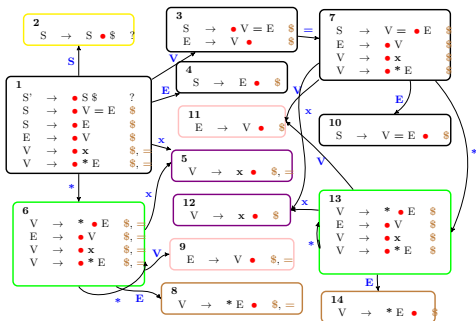 2
S → S • $ ?
S
1
S' → • S $ ?
S → • V = E $
S → • E $
E → • V $
V → • x $, =
V → • * E $, =
3
S → • V = E $
E → V • $
V
=
4
S → E • $
E
7
S → V = • E $
E → • V $
V → • x $
V → • * E $
11
E → V • $
V
x
E
10
S → V = E • $
*
V
5
V → x • $, =
x
x
12
V → x • $
x
*
6
V → * • E $, =
E → • V $, =
V → • x $, =
V → • * E $, =
9
E → V • $, =
V
*
E
8
V → * E • $, =
13
V → * • E $
E → • V $
V → • x $
V → • * E $
*
E
14
V → * E • $